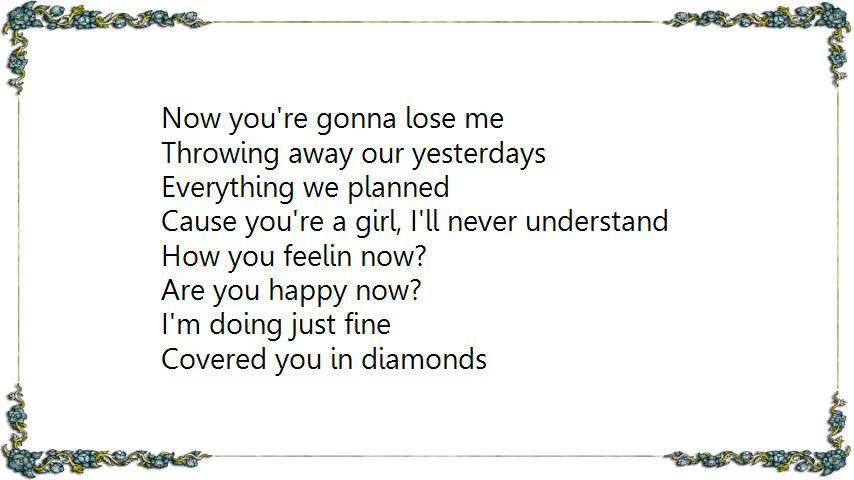 Now you're gonna lose me
Throwing away our yesterdays
Everything we planned
Cause you're a girl, I'll never understand
How you feelin now?
Are you happy now?
I'm doing just fine
Covered you in diamonds